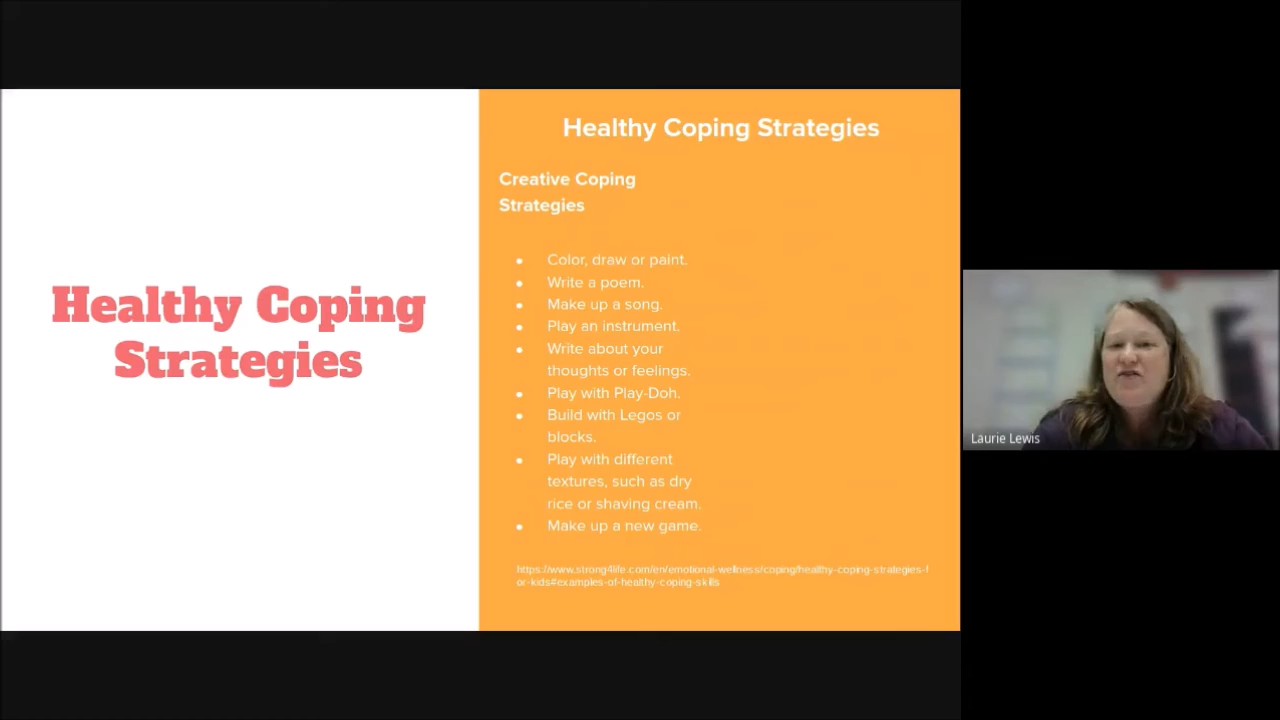 Healthy Coping
Strategies
Healthy Coping Strategies
Creative Coping
Strategies
● Color, draw or paint.
● Write a poem.
● Make up a song.
● Play an instrument.
● Write about your
thoughts or feelings.
● Play with Play-Doh.
● Build with Legos or
blocks.
● Play with different
textures, such as dry
rice or shaving cream.
● Make up a new game.
https://www.strong4life.com/en/emotional-wellness/coping/healthy-coping-strategies-f
or-kids#examples-of-healthy-coping-skills
Laurie Lewis